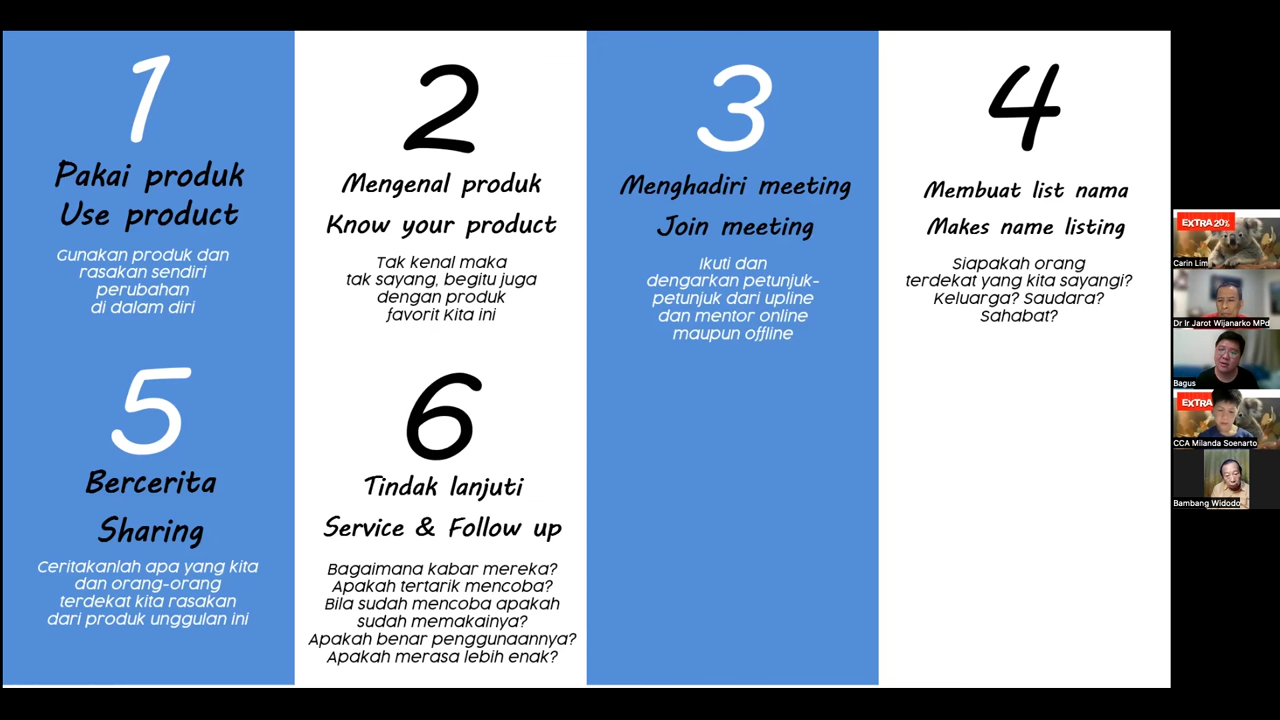 1
Pakai produk
Use product
Gunakan produk dan
rasakan sendiri
perubahan
di dalam diri
2
Mengenal produk
Know your product
Tak kenal maka
tak sayang, begitu juga
dengan produk
favorit Kita ini
3
Menghadiri meeting
Join meeting
Ikuti dan
dengarkan petunjuk-
petunjuk dari upline
dan mentor online
maupun offline
4
Membuat list nama
Makes name listing
Siapakah orang
terdekat yang kita sayangi?
Keluarga? Saudara?
Sahabat?
5
Bercerita
Sharing
Ceritakanlah apa yang kita
dan orang-orang
terdekat kita rasakan
dari produk unggulan ini
6
Tindak lanjuti
Service & Follow up
Bagaimana kabar mereka?
Apakah tertarik mencoba?
Bila sudah mencoba apakah
sudah memakainya?
Apakah benar penggunaannya?
Apakah merasa lebih enak?
EXTRA 20%
Carin Lim
Dr Ir Jarot Wijanarko MPd
Bagus
EXTRA
CCA Milanda Soenarto
Bambang Widodo